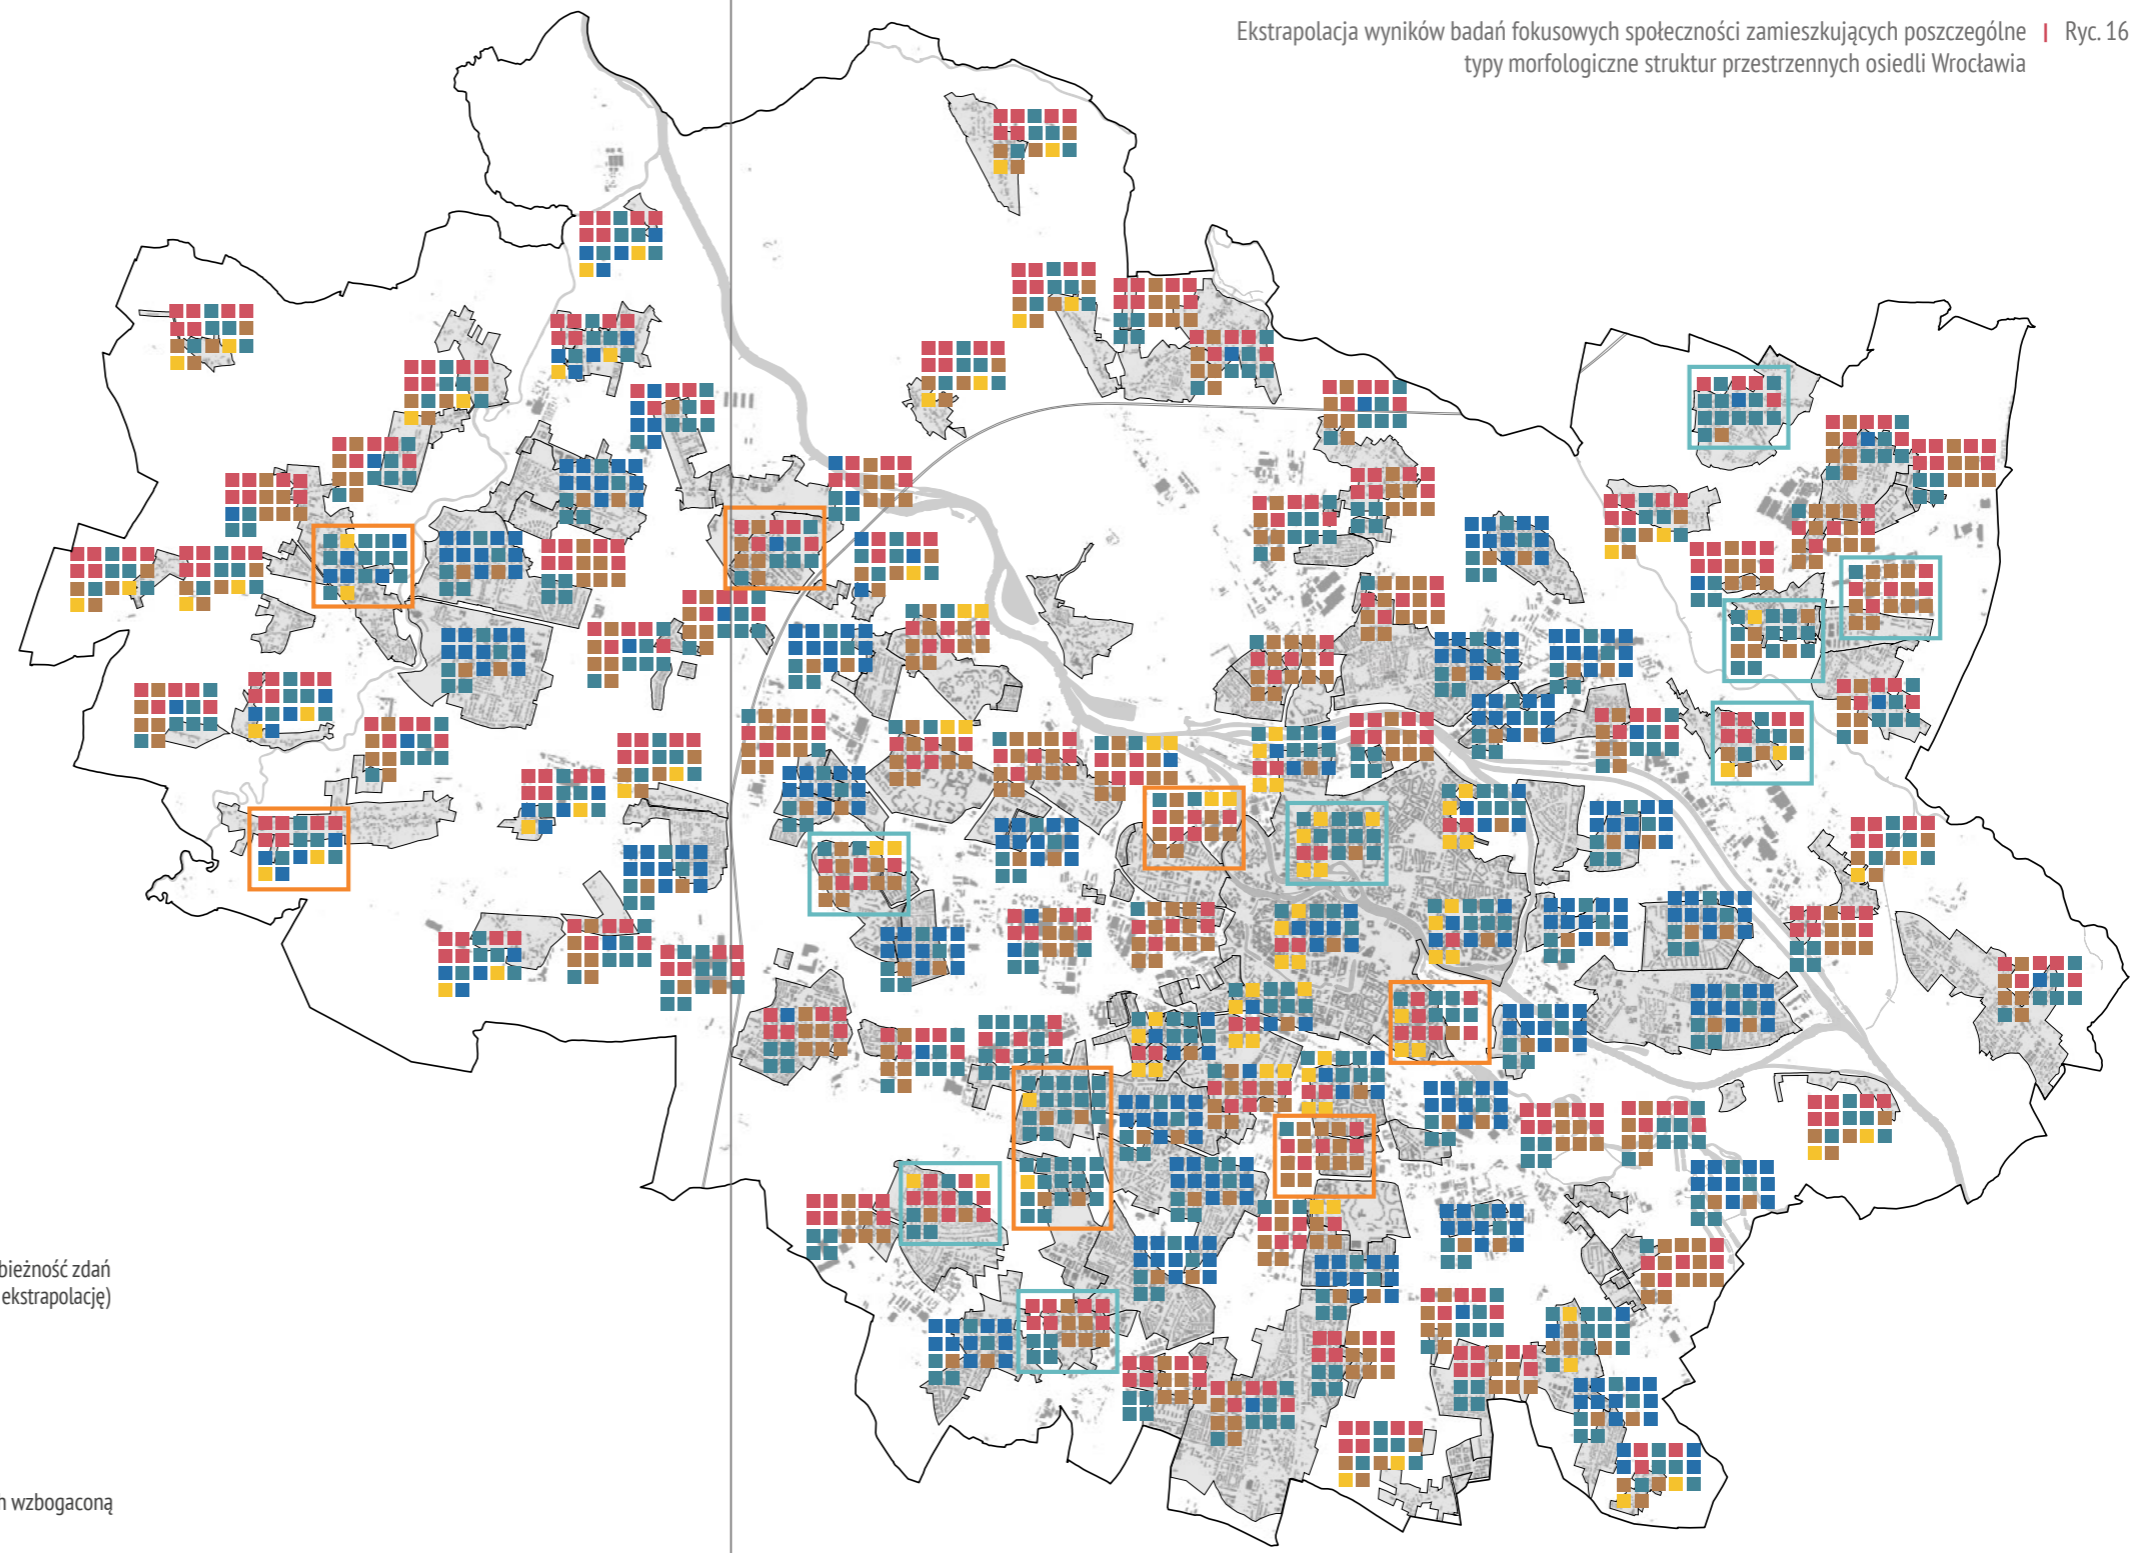 Ekstrapolacja wyników badań fokusowych społeczności zamieszkujących poszczególne | Ryc. 16
typy morfologiczne struktur przestrzennych osiedli Wrocławia
bieżność zdań
ekstrapolację)
h wzbogaconą